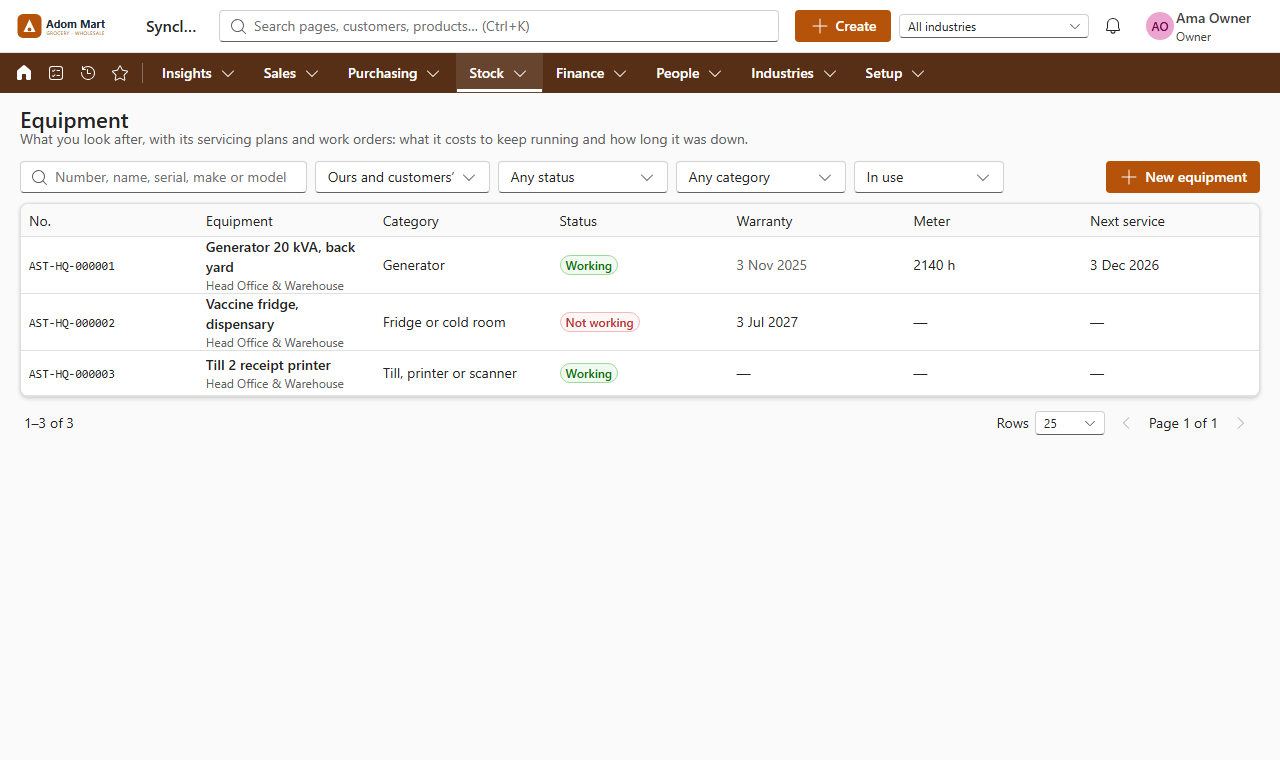 Adom Mart
GROCERY · WHOLESALE
Syncl...
Search pages, customers, products... (Ctrl+K)
Create
All industries
AO
Ama Owner
Owner
Insights
Sales
Purchasing
Stock
Finance
People
Industries
Setup
Equipment
What you look after, with its servicing plans and work orders: what it costs to keep running and how long it was down.
Number, name, serial, make or model
Ours and customers’
Any status
Any category
In use
New equipment
No. Equipment Category Status Warranty Meter Next service
AST-HQ-000001 Generator 20 kVA, back yard Generator Working 3 Nov 2025 2140 h 3 Dec 2026
Head Office & Warehouse
AST-HQ-000002 Vaccine fridge, dispensary Fridge or cold room Not working 3 Jul 2027 — —
Head Office & Warehouse
AST-HQ-000003 Till 2 receipt printer Till, printer or scanner Working — — —
Head Office & Warehouse
1–3 of 3
Rows 25 Page 1 of 1